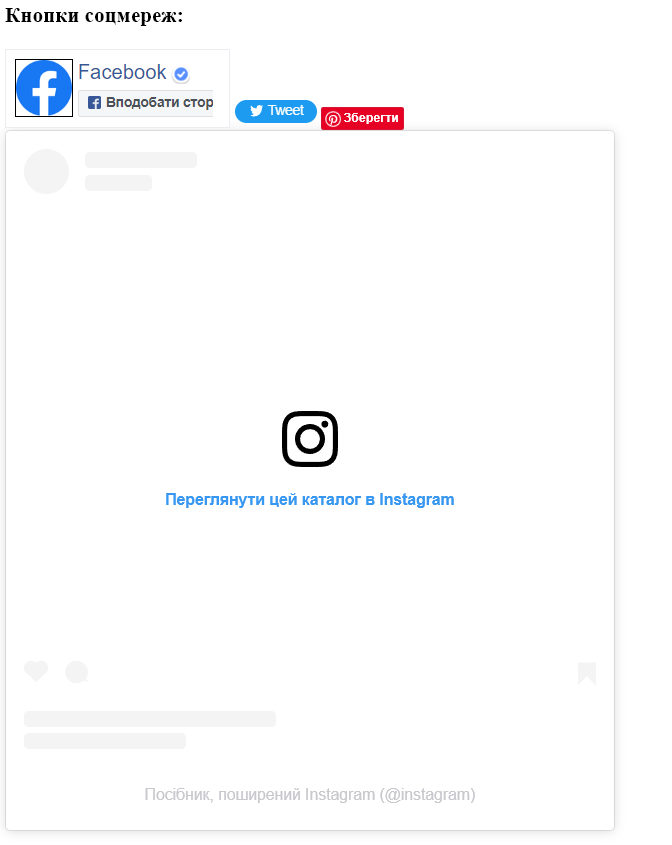 Кнопки соцмереж:
Facebook
Вподобати стор
Tweet
Зберегти
Переглянути цей каталог в Instagram
Посібник, поширений Instagram (@instagram)